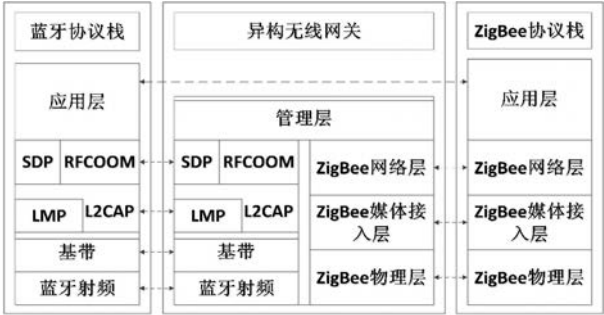 蓝牙协议栈
应用层
SDP RFCOOM
LMP L2CAP
基带
蓝牙射频
异构无线网关
管理层
SDP RFCOOM
LMP L2CAP
基带
蓝牙射频
ZigBee网络层
ZigBee媒体接
入层
ZigBee物理层
ZigBee协议栈
应用层
ZigBee网络层
ZigBee媒体接
入层
ZigBee物理层